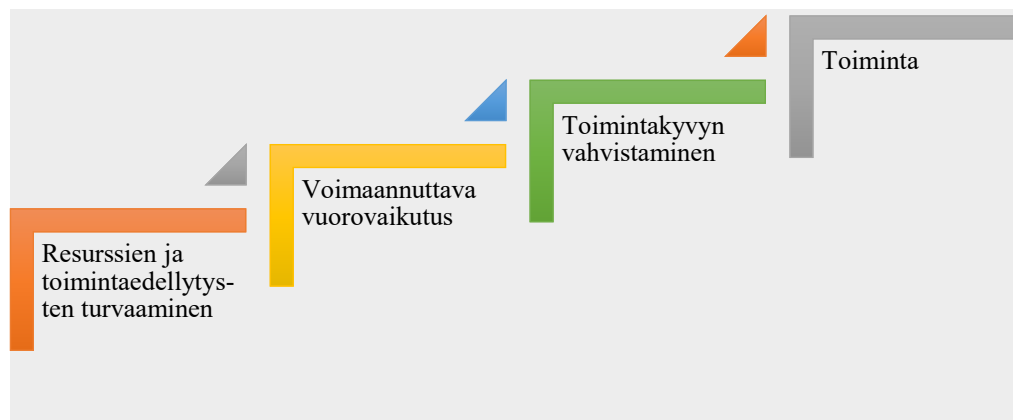 Resurssien ja
toimintaedellytys-
ten turvaaminen
Voimaannuttava
vuorovaikutus
Toimintakyvyn
vahvistaminen
Toiminta